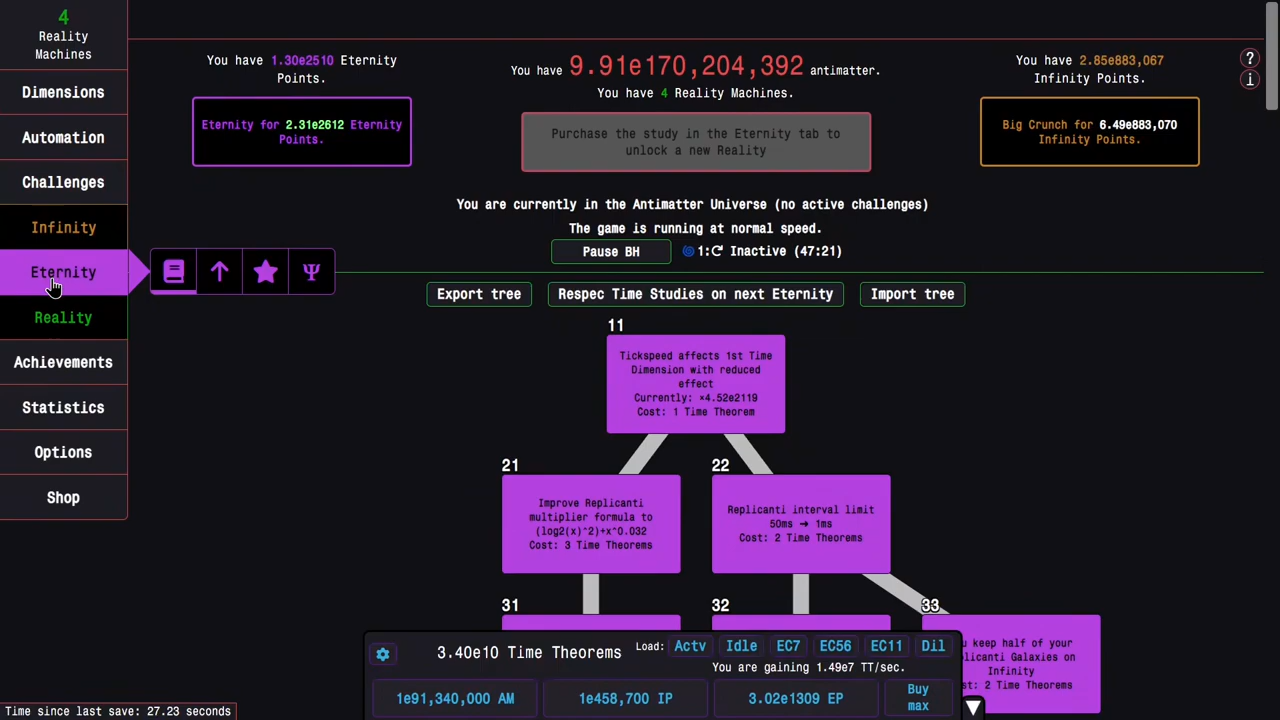 4
Reality
Machines
Dimensions
Automation
Challenges
Infinity
Eternity
Reality
Achievements
Statistics
Options
Shop
You have 1.30e2510 Eternity
Points.
Eternity for 2.31e2612 Eternity
Points.
You have 9.91e170,204,392 antimatter.
You have 4 Reality Machines.
Purchase the study in the Eternity tab to
unlock a new Reality
You have 2.85e883,067
Infinity Points.
Big Crunch for 6.49e883,070
Infinity Points.
?
i
You are currently in the Antimatter Universe (no active challenges)
The game is running at normal speed.
Pause BH
1: Inactive (47:21)
Ψ
Export tree
Respec Time Studies on next Eternity
Import tree
11
Tickspeed affects 1st Time
Dimension with reduced
effect
Currently: ×4.52e2119
Cost: 1 Time Theorem
21
Improve Replicanti
multiplier formula to
(log2(x)^2)+x^0.032
Cost: 3 Time Theorems
22
Replicanti interval limit
50ms ➜ 1ms
Cost: 2 Time Theorems
31
32
33
keep half of your
Galaxies on
Infinity
2 Time Theorems
3.40e10 Time Theorems
Load: Actv Idle EC7 EC56 EC11 Dil
You are gaining 1.49e7 TT/sec.
1e91,340,000 AM
1e458,700 IP
3.02e1309 EP
Buy
max
▼
Time since last save: 27.23 seconds